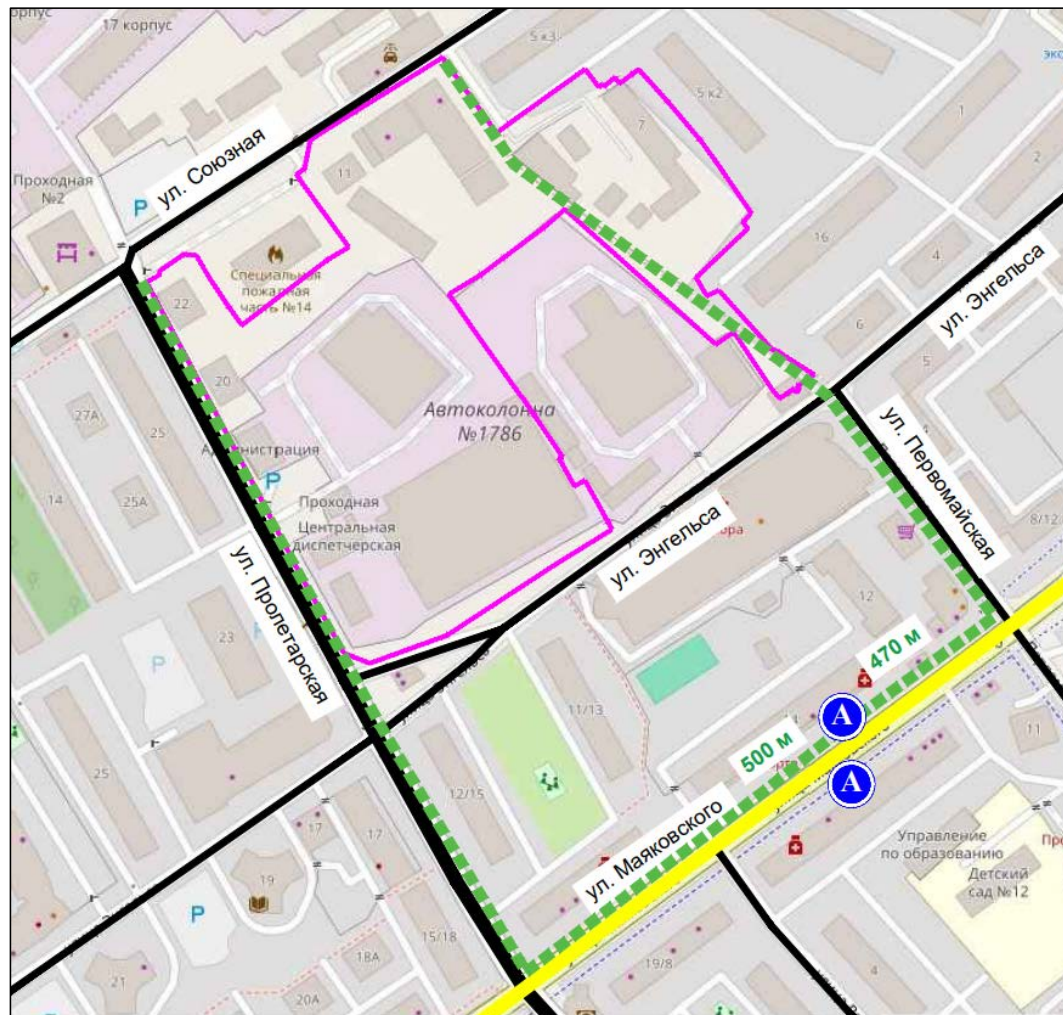 17 корпус
5 к3
5 к2
7
1
2
11
ул. Союзная
Проходная
№2
P
Специальная
пожарная
часть №14
22
16
4
6
5
ул. Энгельса
20
27А
25
Автоколонна
№1786
Администрация
P
14
25А
Проходная
Центральная
диспетчерская
ул. Первомайская
4
8/12
ул. Энгельса
12
ул. Пролетарская
23
P
470 м
11/13
А
500 м
А
11
25
12/15
17
17
ул. Маяковского
19
P
Управление
по образованию
Детский
сад №12
15/18
18А
21
20А
19/8
4